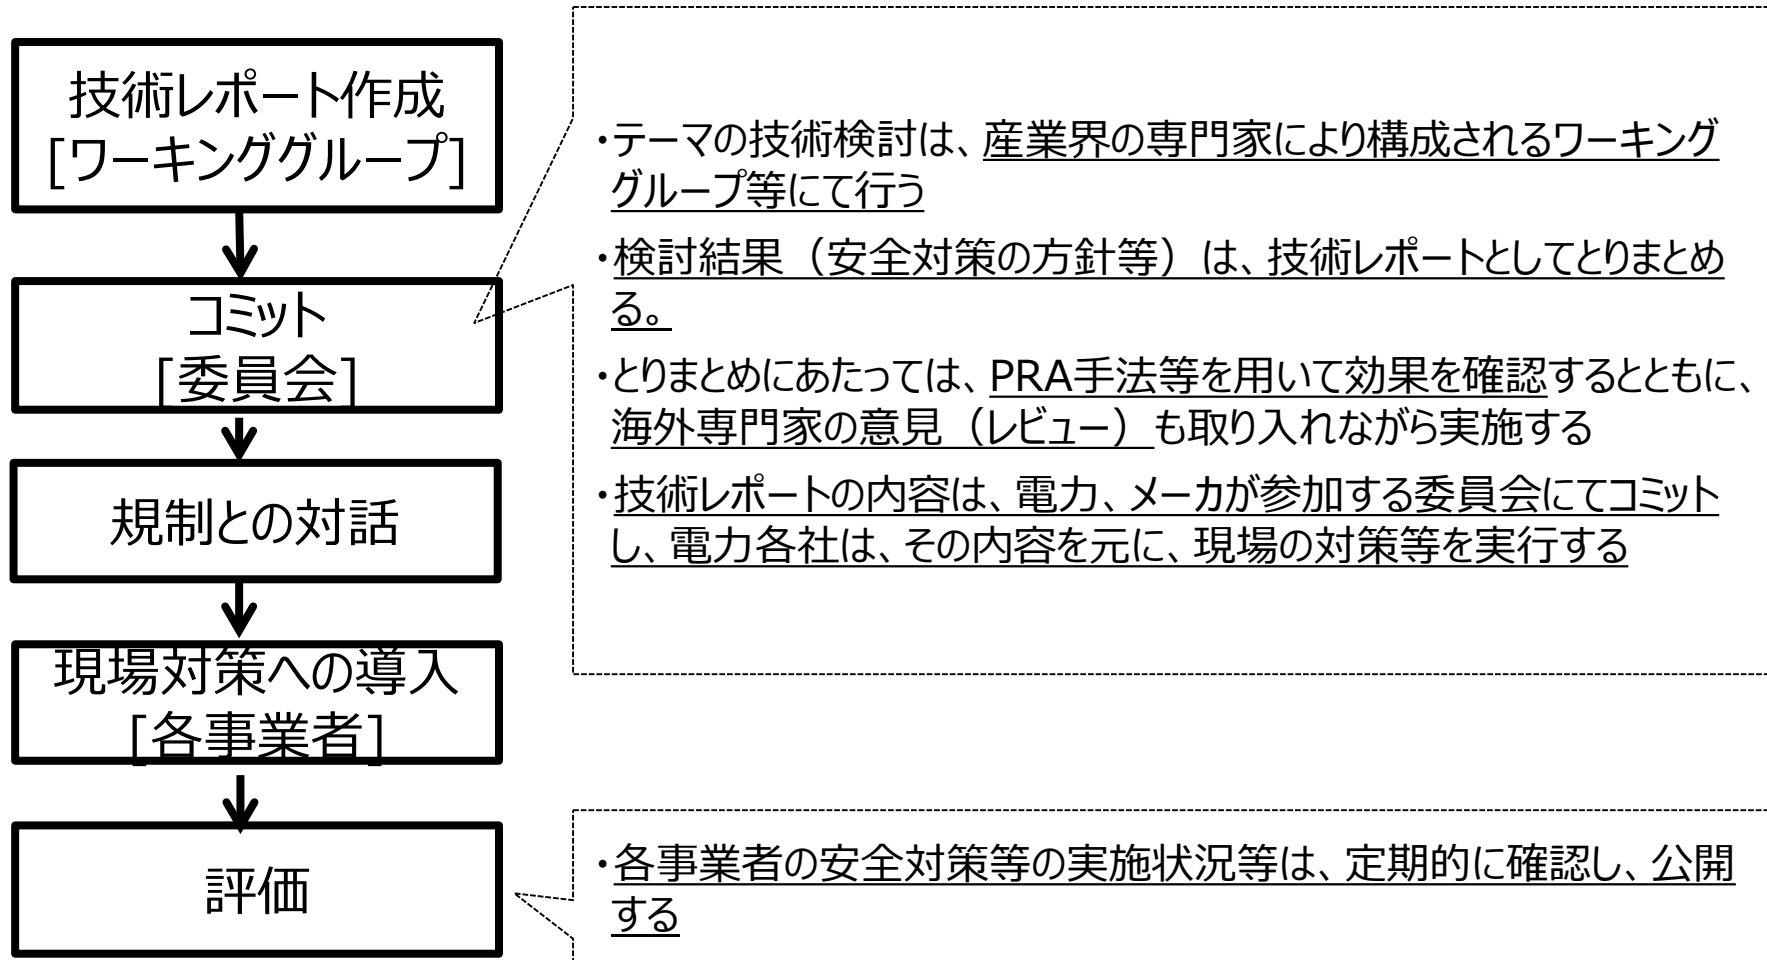 技術レポート作成
[ワーキンググループ]
コミット
[委員会]
規制との対話
現場対策への導入
[各事業者]
評価
・テーマの技術検討は、産業界の専門家により構成されるワーキング
グループ等にて行う
・検討結果（安全対策の方針等）は、技術レポートとしてとりまとめ
る。
・とりまとめにあたっては、PRA手法等を用いて効果を確認するとともに、
海外専門家の意見（レビュー）も取り入れながら実施する
・技術レポートの内容は、電力、メーカが参加する委員会にてコミット
し、電力各社は、その内容を元に、現場の対策等を実行する
・各事業者の安全対策等の実施状況等は、定期的に確認し、公開
する